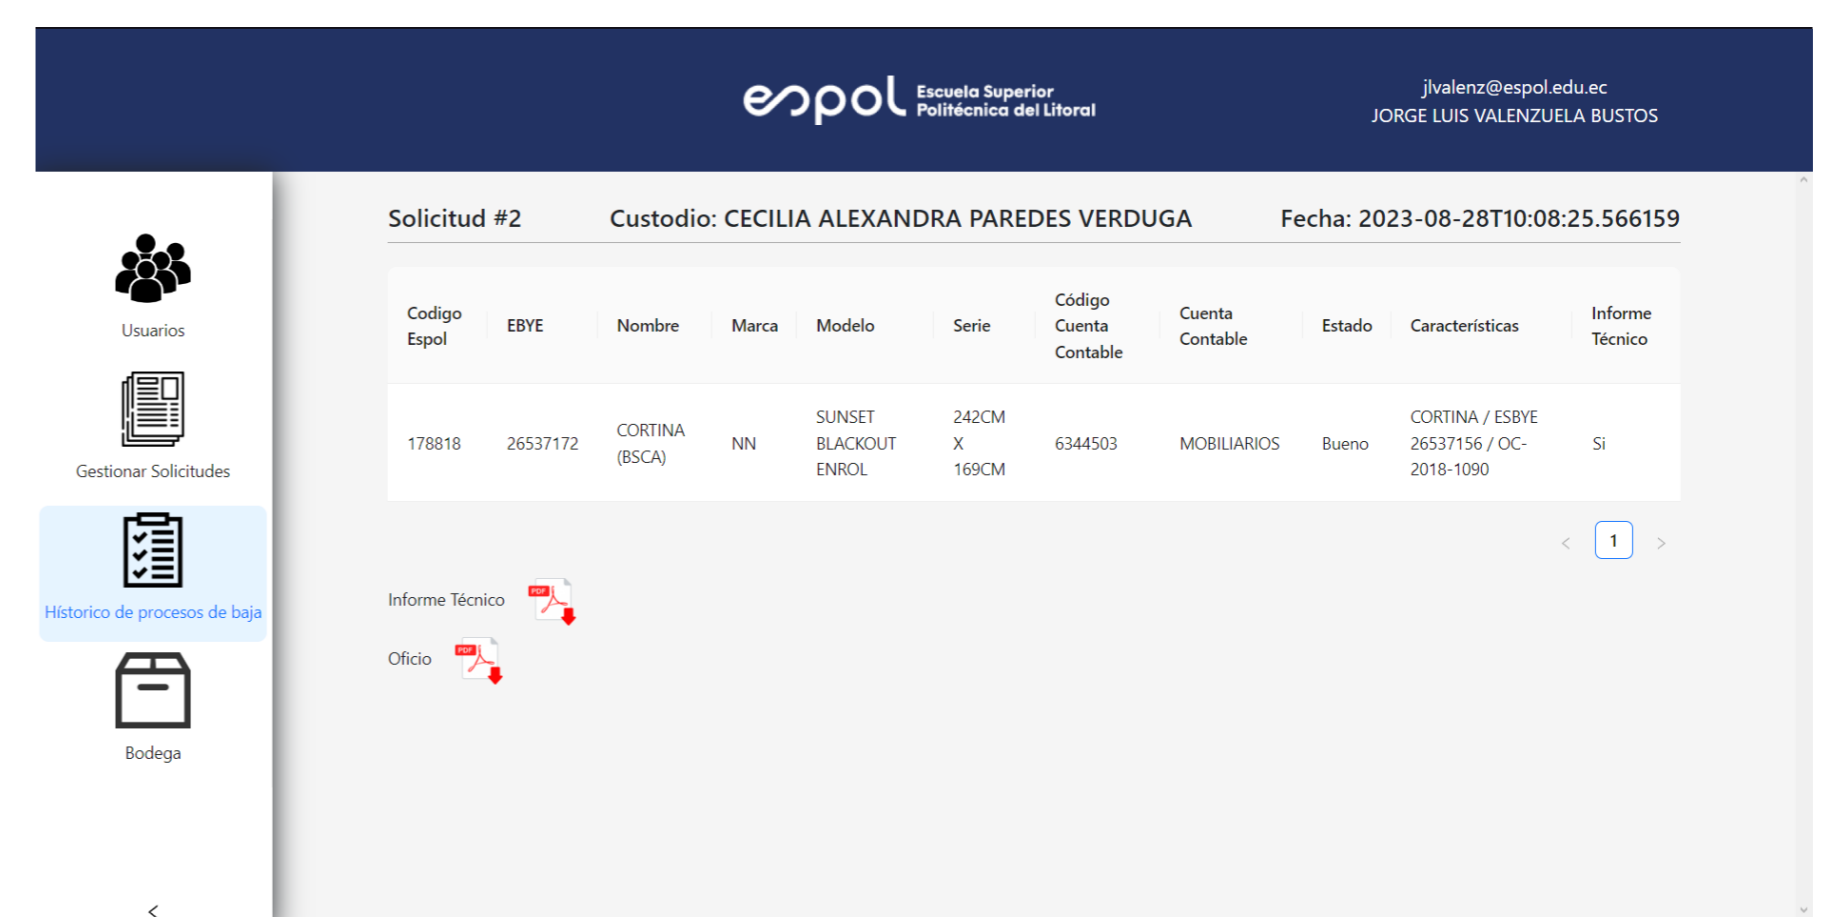 espol Escuela Superior
Politécnica del Litoral
jlvalenz@espol.edu.ec
JORGE LUIS VALENZUELA BUSTOS
Usuarios
Gestionar Solicitudes
Hístorico de procesos de baja
Bodega
<
Solicitud #2 Custodio: CECILIA ALEXANDRA PAREDES VERDUGA Fecha: 2023-08-28T10:08:25.566159
Codigo
Espol
EBYE
Nombre
Marca
Modelo
Serie
Código
Cuenta
Contable
Cuenta
Contable
Estado
Características
Informe
Técnico
178818
26537172
CORTINA
(BSCA)
NN
SUNSET
BLACKOUT
ENROL
242CM
X
169CM
6344503
MOBILIARIOS
Bueno
CORTINA / ESBYE
26537156 / OC-
2018-1090
Si
< 1 >
Informe Técnico PDF
Oficio PDF